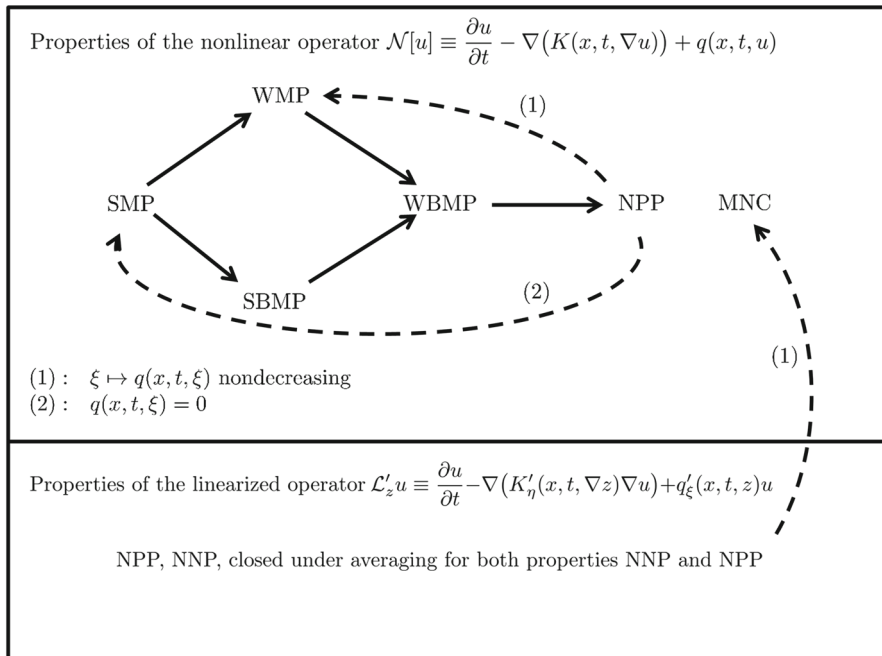 Properties of the nonlinear operator 𝒩[u] ≡ ∂u/∂t − ∇(K(x, t, ∇u)) + q(x, t, u)
WMP
(1)
SMP
WBMP
NPP
MNC
SBMP
(2)
(1)
(1) : ξ ↦ q(x, t, ξ) nondecreasing
(2) : q(x, t, ξ) = 0
Properties of the linearized operator ℒ′_z u ≡ ∂u/∂t −∇(K′_η(x, t, ∇z)∇u)+q′_ξ(x, t, z)u
NPP, NNP, closed under averaging for both properties NNP and NPP